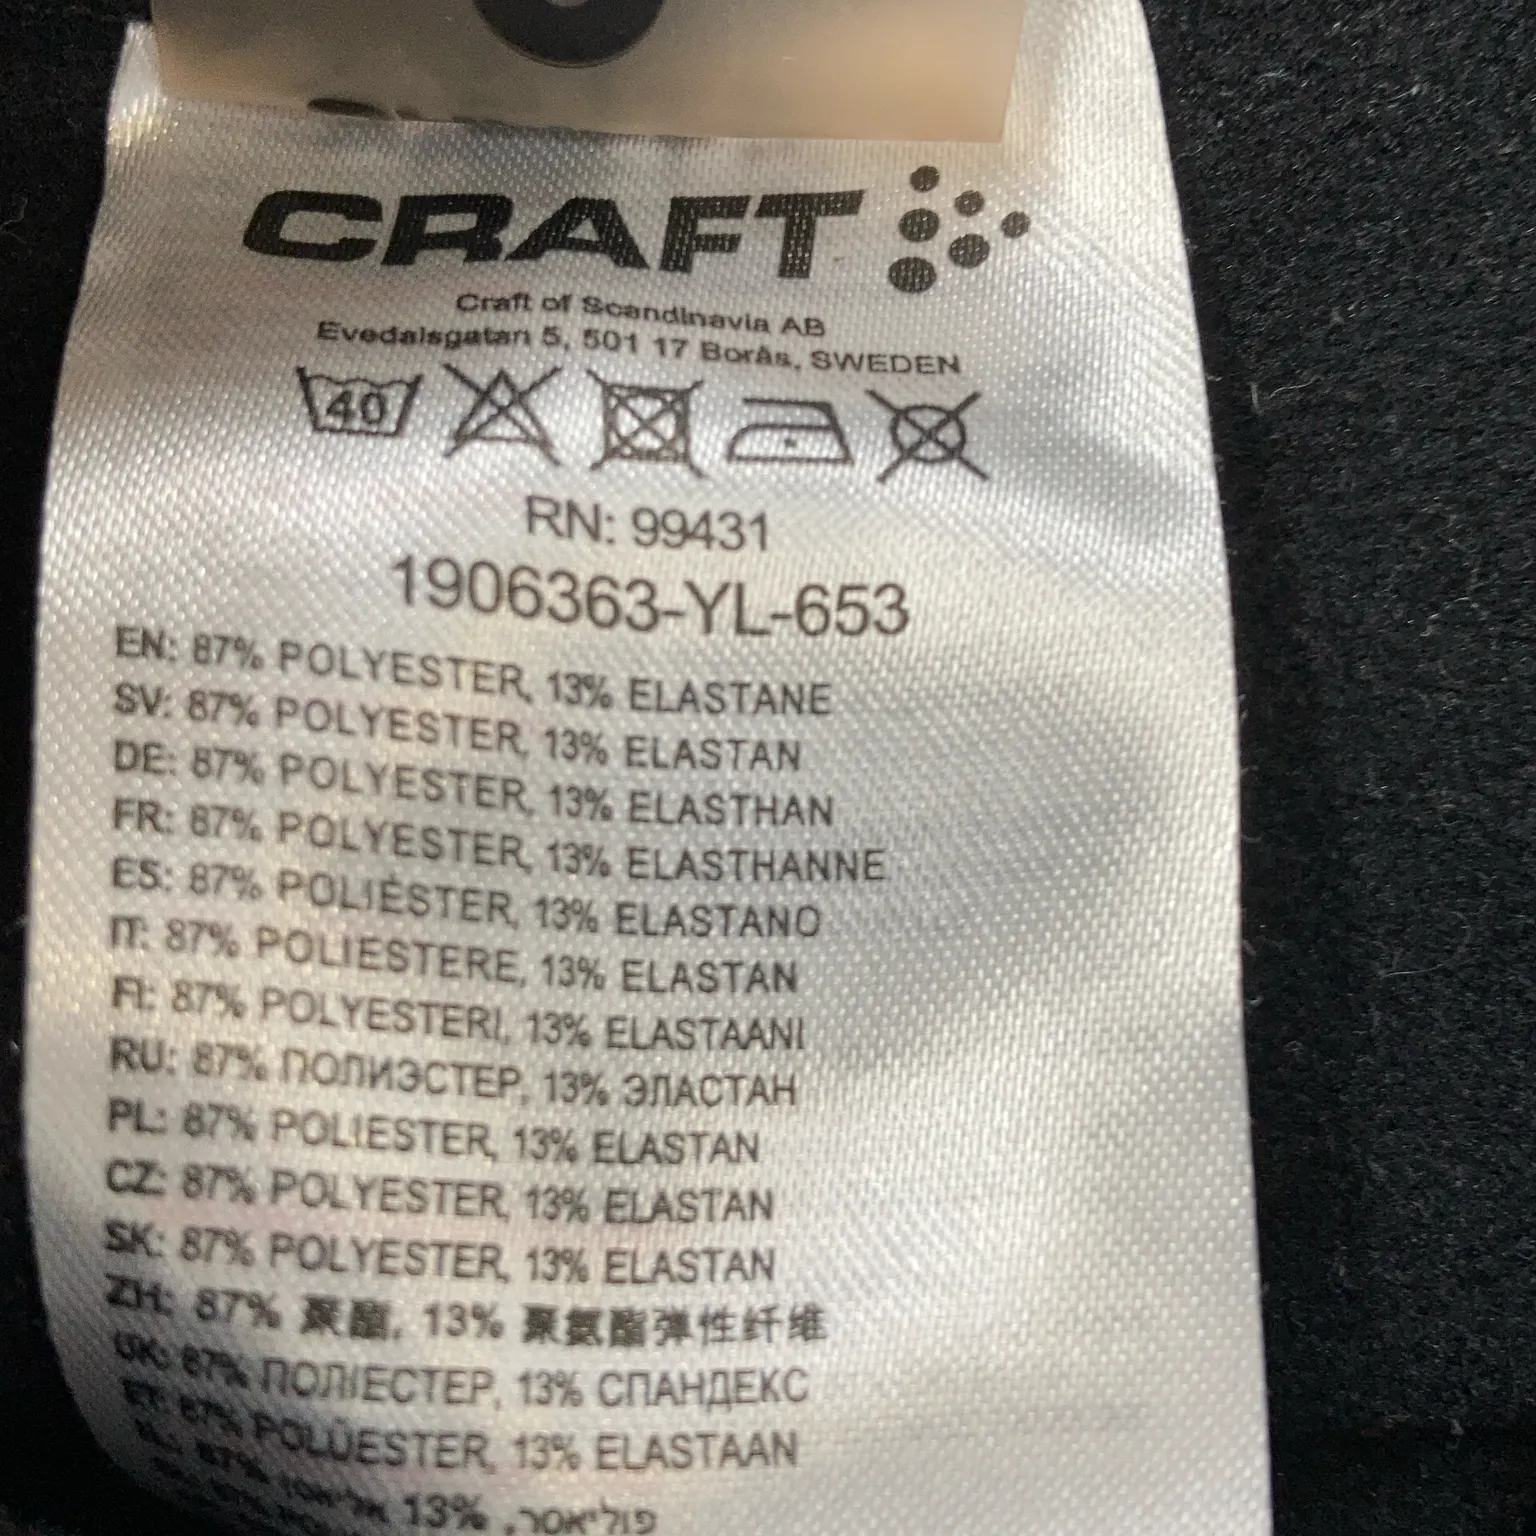 CRAFT
Craft of Scandinavia AB
Evedalsgatan 5, 501 17 Borås, SWEDEN
40
RN: 99431
1906363-YL-653
EN: 87% POLYESTER, 13% ELASTANE
SV: 87% POLYESTER, 13% ELASTAN
DE: 87% POLYESTER, 13% ELASTHAN
FR: 87% POLYESTER, 13% ELASTHANNE
ES: 87% POLIÉSTER, 13% ELASTANO
IT: 87% POLIESTERE, 13% ELASTAN
FI: 87% POLYESTERI, 13% ELASTAANI
RU: 87% ПОЛИЭСТЕР, 13% ЭЛАСТАН
PL: 87% POLIESTER, 13% ELASTAN
CZ: 87% POLYESTER, 13% ELASTAN
SK: 87% POLYESTER, 13% ELASTAN
ZH: 87% 聚酯, 13% 聚氨酯弹性纤维
UK: 87% ПОЛІЕСТЕР, 13% СПАНДЕКС
ET: 87% POLÜESTER, 13% ELASTAAN
87% 13% פוליאסר,